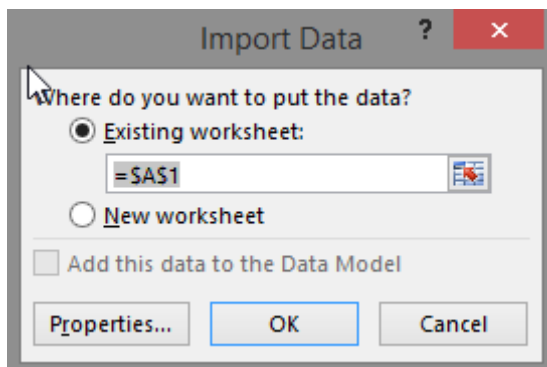 Import Data ? ×
Where do you want to put the data?
Existing worksheet:
=$A$1
New worksheet
Add this data to the Data Model
Properties... OK Cancel